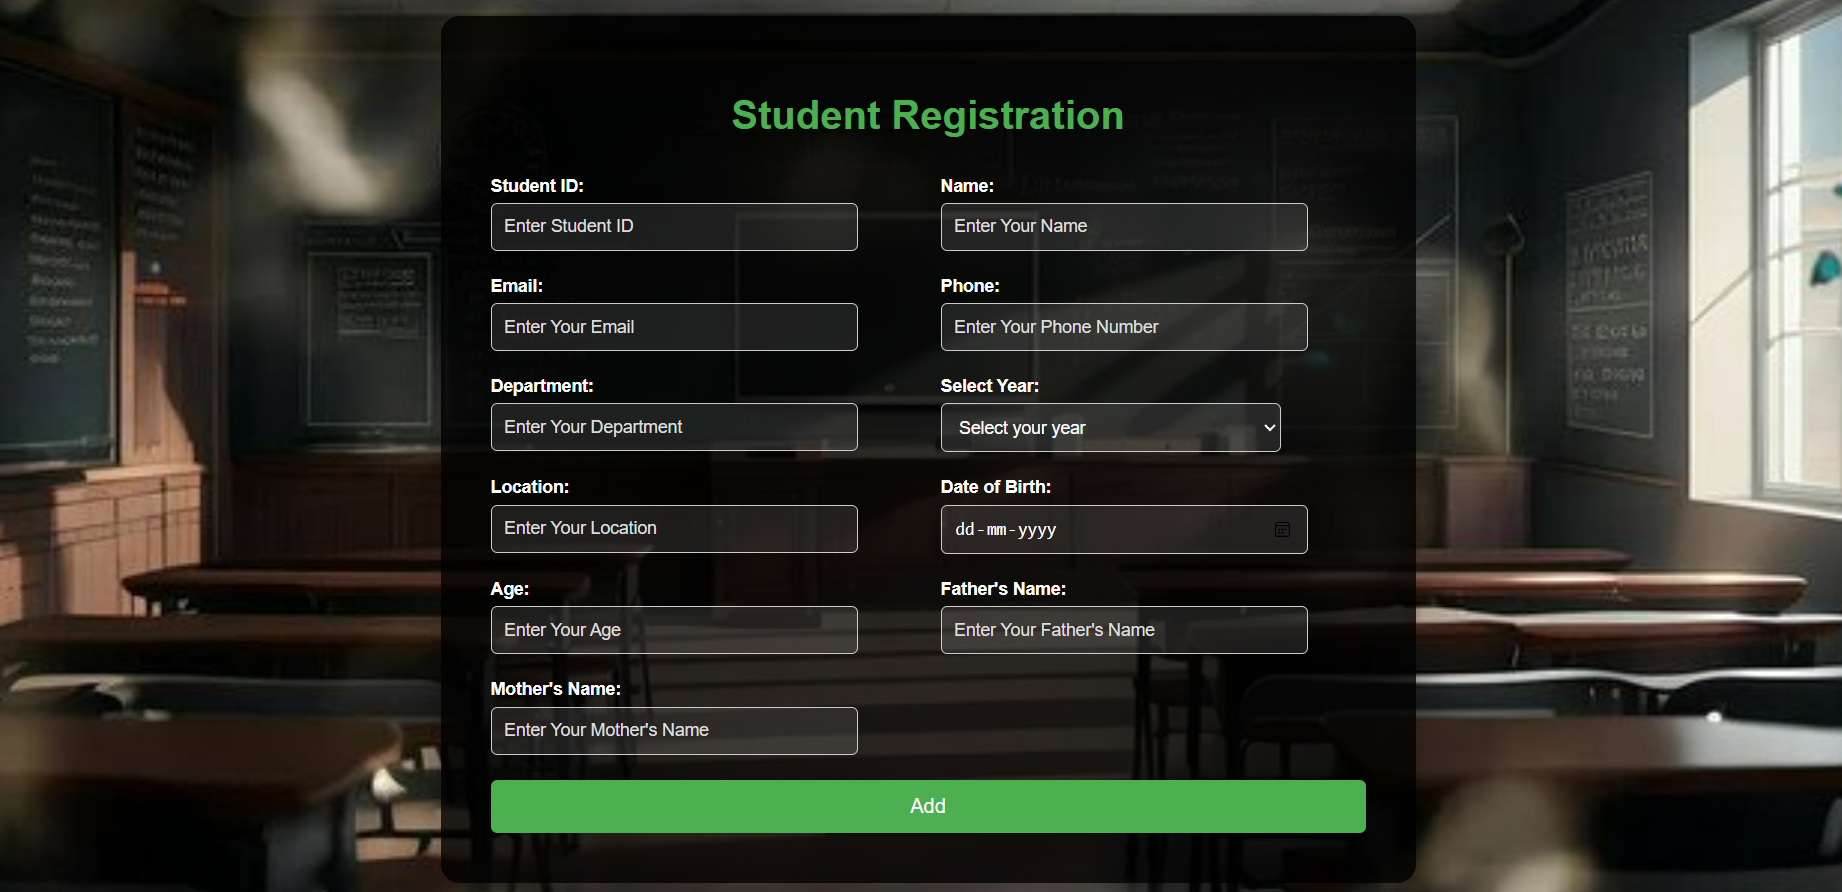 Student Registration
Student ID:
Enter Student ID
Name:
Enter Your Name
Email:
Enter Your Email
Phone:
Enter Your Phone Number
Department:
Enter Your Department
Select Year:
Select your year
Location:
Enter Your Location
Date of Birth:
dd-mm-yyyy
Age:
Enter Your Age
Father's Name:
Enter Your Father's Name
Mother's Name:
Enter Your Mother's Name
Add